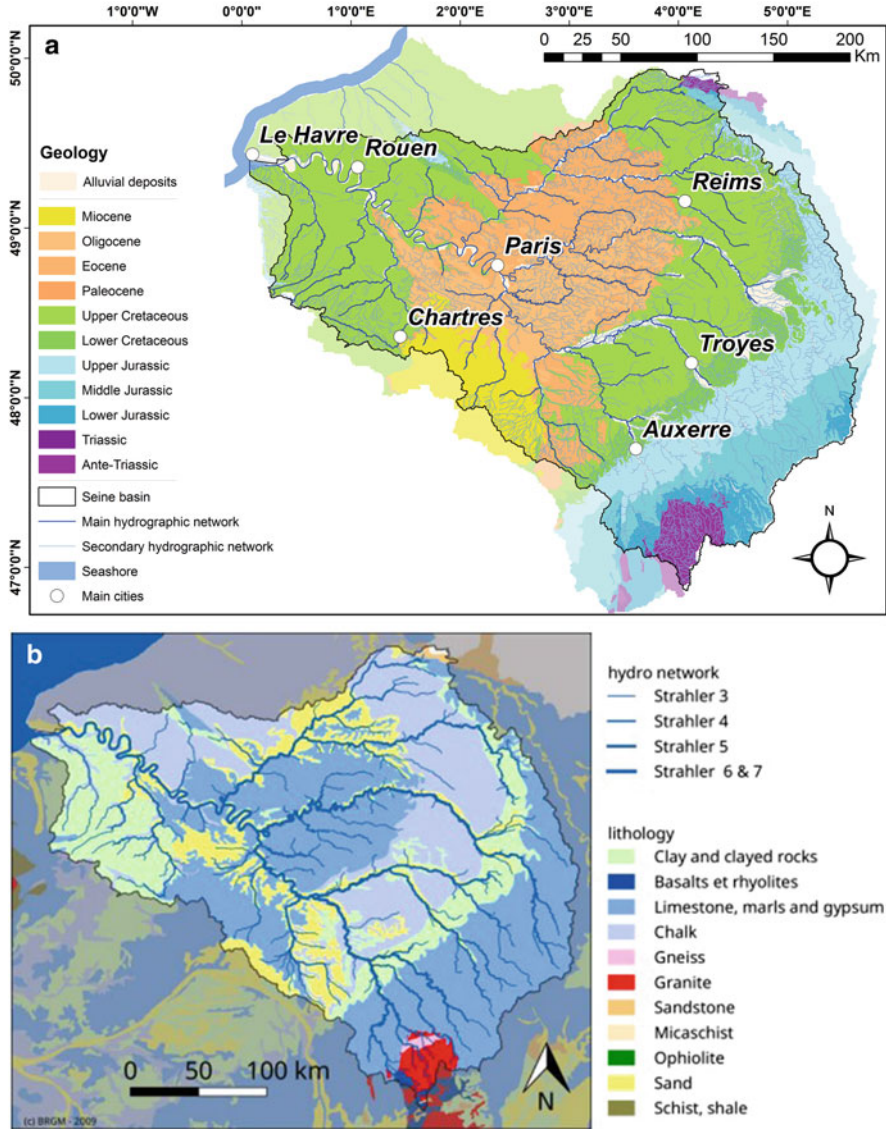 1°0'0"W 0°0'0" 1°0'0"E 2°0'0"E 3°0'0"E 4°0'0"E 5°0'0"E
a
0 25 50 100 150 200
Km
50°0'0"N
49°0'0"N
48°0'0"N
47°0'0"N
Le Havre
Rouen
Reims
Paris
Chartres
Troyes
Auxerre
Geology
Alluvial deposits
Miocene
Oligocene
Eocene
Paleocene
Upper Cretaceous
Lower Cretaceous
Upper Jurassic
Middle Jurassic
Lower Jurassic
Triassic
Ante-Triassic
Seine basin
Main hydrographic network
Secondary hydrographic network
Seashore
Main cities
N
b
0 50 100 km
N
(c) BRGM - 2009
hydro network
Strahler 3
Strahler 4
Strahler 5
Strahler 6 & 7
lithology
Clay and clayed rocks
Basalts et rhyolites
Limestone, marls and gypsum
Chalk
Gneiss
Granite
Sandstone
Micaschist
Ophiolite
Sand
Schist, shale